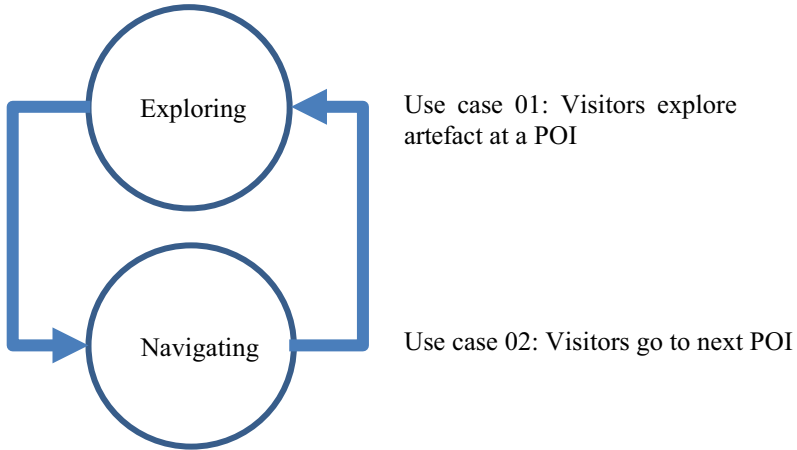 Exploring
Use case 01: Visitors explore
artefact at a POI
Navigating
Use case 02: Visitors go to next POI